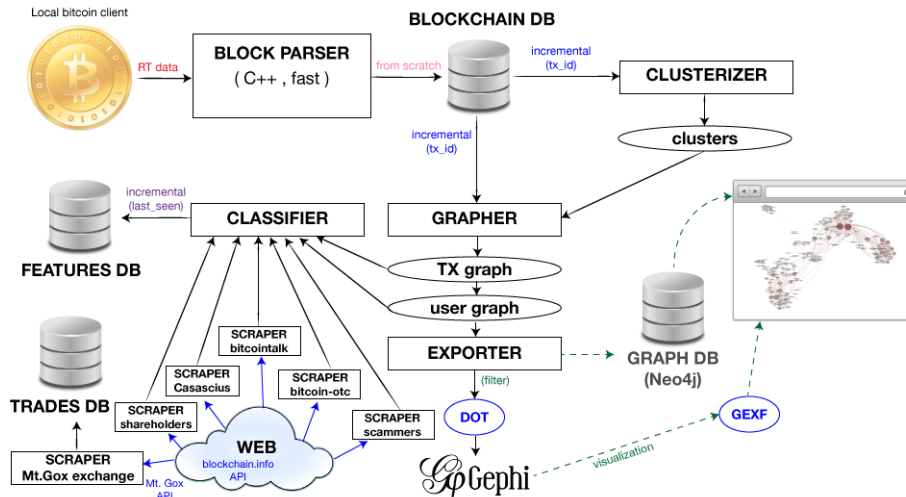 Local bitcoin client
BLOCKCHAIN DB
BLOCK PARSER
( C++ , fast )
RT data
from scratch
incremental
(tx_id)
CLUSTERIZER
clusters
incremental
(tx_id)
incremental
(last_seen)
CLASSIFIER
GRAPHER
FEATURES DB
TX graph
user graph
EXPORTER
(filter)
GRAPH DB
(Neo4j)
SCRAPER
bitcointalk
SCRAPER
Casascius
SCRAPER
bitcoin-otc
TRADES DB
SCRAPER
shareholders
SCRAPER
scammers
DOT
GEXF
WEB
blockchain.info
API
SCRAPER
Mt.Gox exchange
Mt. Gox
API
Gephi
visualization